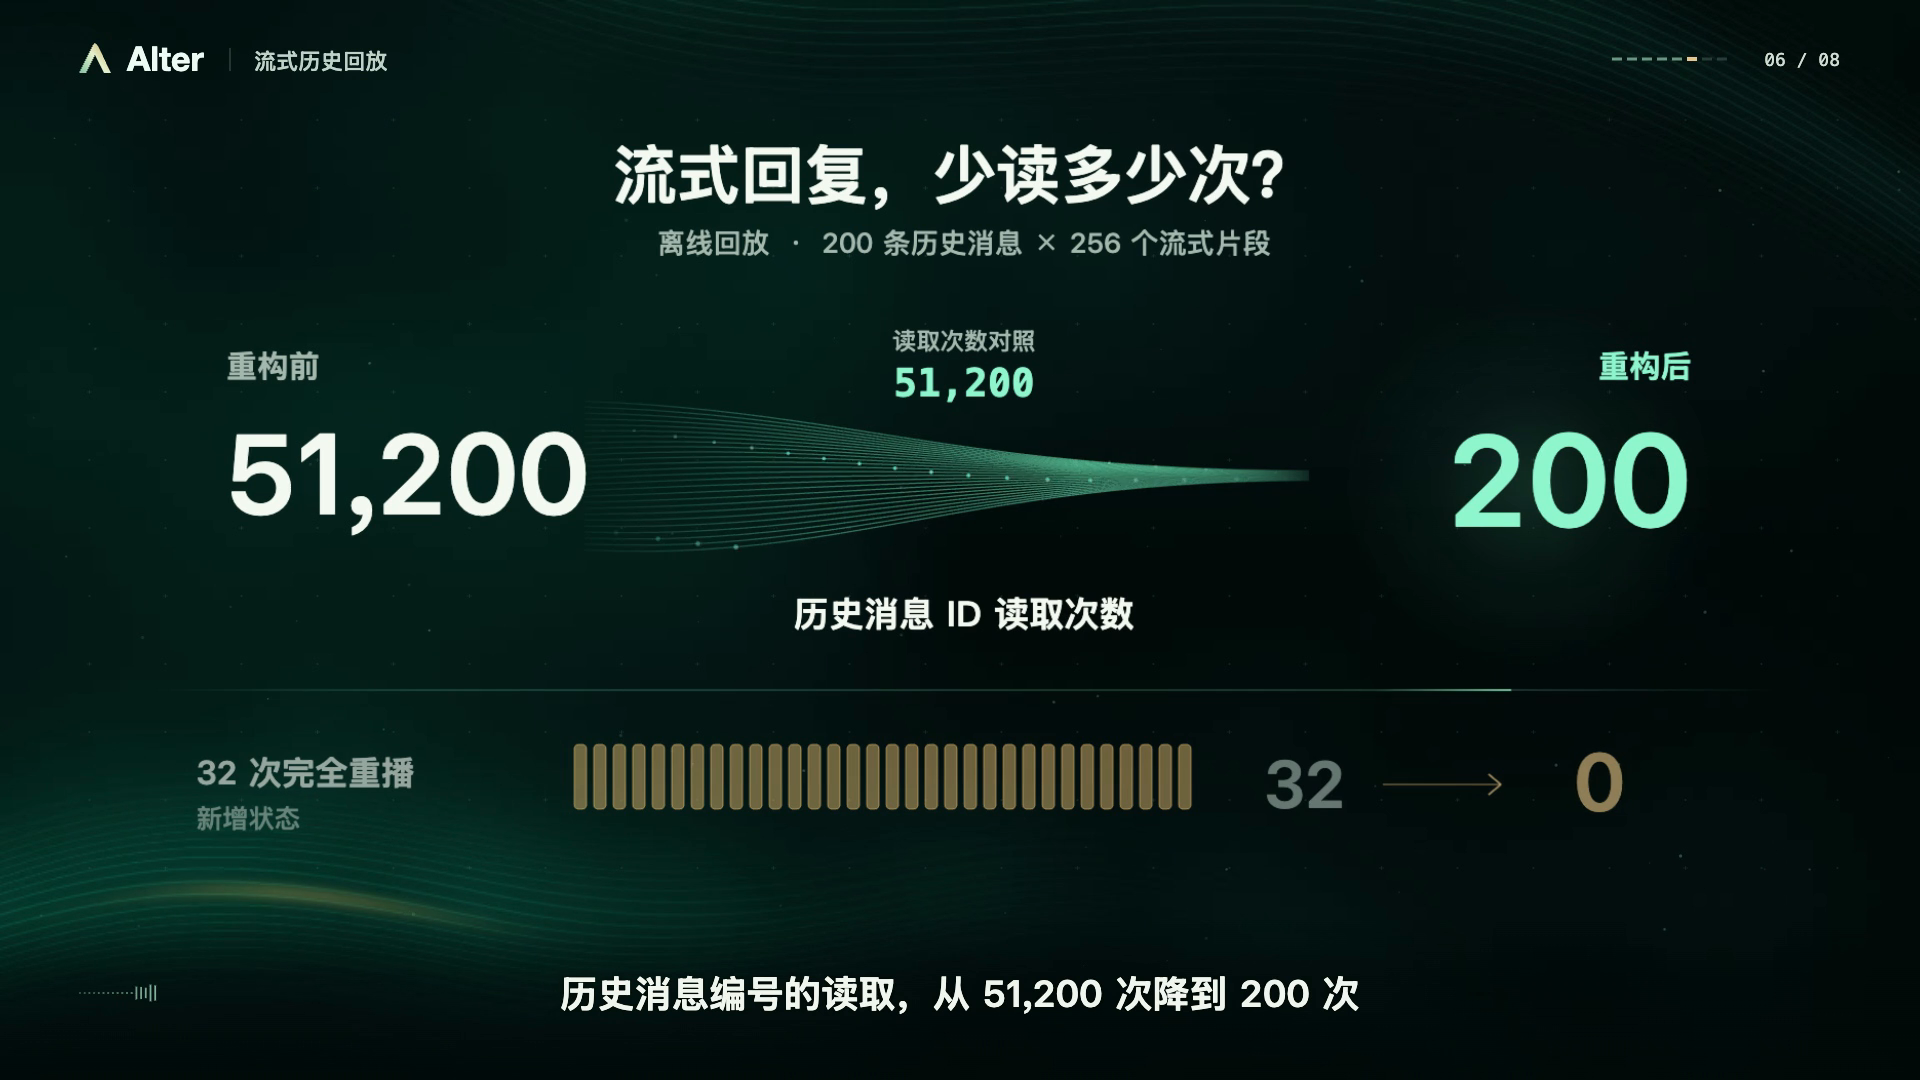 Alter
流式历史回放
06 / 08
流式回复，少读多少次？
离线回放 · 200 条历史消息 × 256 个流式片段
读取次数对照
51,200
重构前
重构后
51,200
200
历史消息 ID 读取次数
32 次完全重播
新增状态
32
0
历史消息编号的读取，从 51,200 次降到 200 次